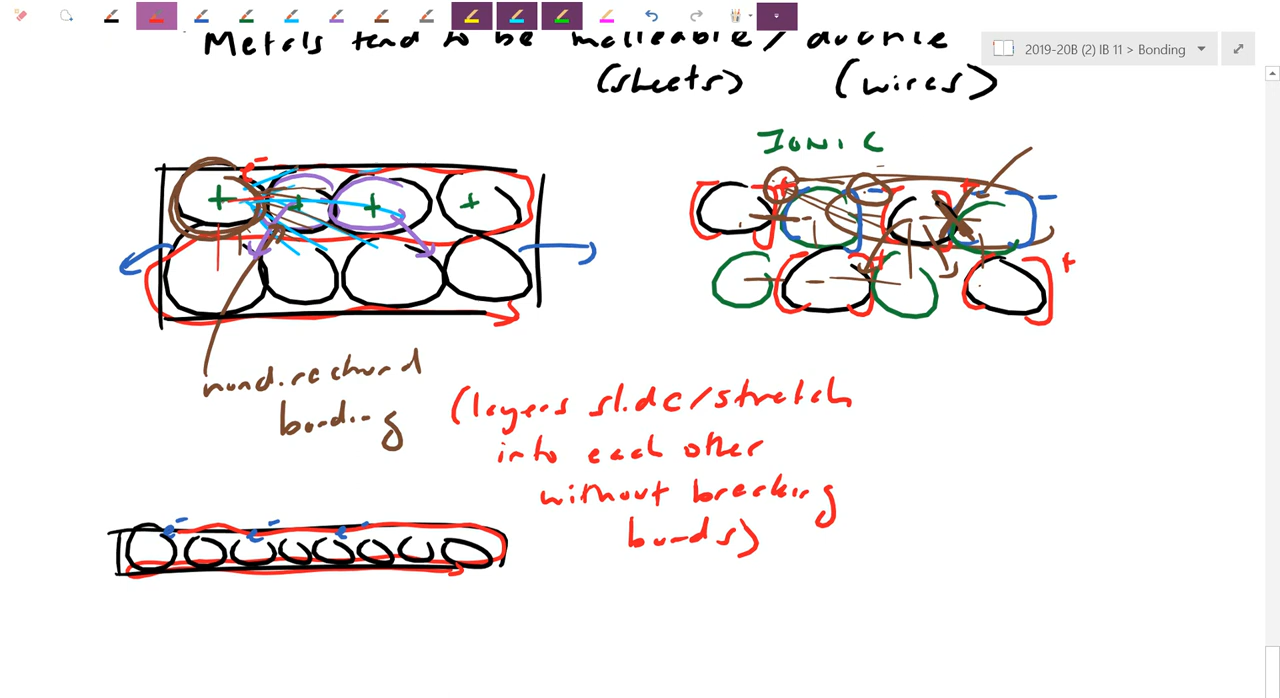 Metals tend to be malleable/ductile
(sheets) (wires)
2019-20B (2) IB 11 > Bonding
IONIC
e-
+ + + +
+ - + -
+ +
nondirectional
bonding
(layers slide/stretch
into each other
without breaking
bonds)
- - -